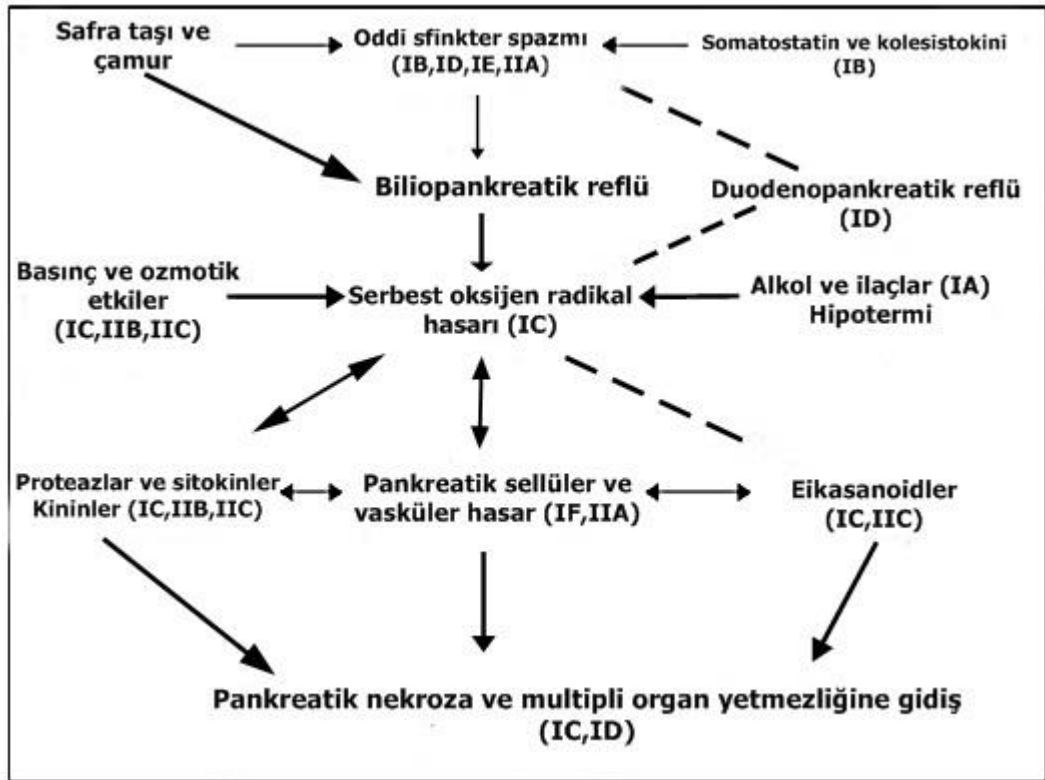 Safra taşı ve
çamur
Oddi sfinkter spazmı
(IB,ID,IE,IIA)
Somatostatin ve kolesistokini
(IB)
Biliopankreatik reflü
Duodenopankreatik reflü
(ID)
Basınç ve ozmotik
etkiler
(IC,IIB,IIC)
Serbest oksijen radikal
hasarı (IC)
Alkol ve ilaçlar (IA)
Hipotermi
Proteazlar ve sitokinler
Kininler (IC,IIB,IIC)
Pankreatik sellüler ve
vasküler hasar (IF,IIA)
Eikasanoidler
(IC,IIC)
Pankreatik nekroza ve multipli organ yetmezliğine gidiş
(IC,ID)